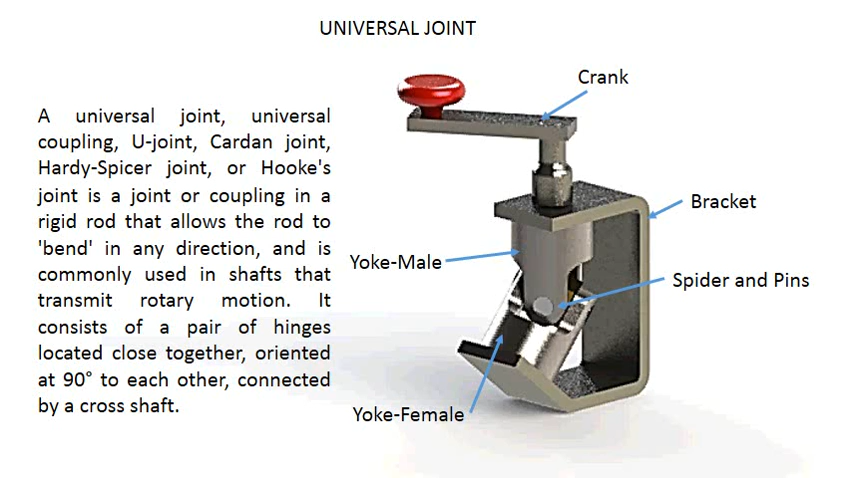 UNIVERSAL JOINT
A universal joint, universal
coupling, U-joint, Cardan joint,
Hardy-Spicer joint, or Hooke's
joint is a joint or coupling in a
rigid rod that allows the rod to
'bend' in any direction, and is
commonly used in shafts that
transmit rotary motion. It
consists of a pair of hinges
located close together, oriented
at 90° to each other, connected
by a cross shaft.
Crank
Bracket
Yoke-Male
Spider and Pins
Yoke-Female